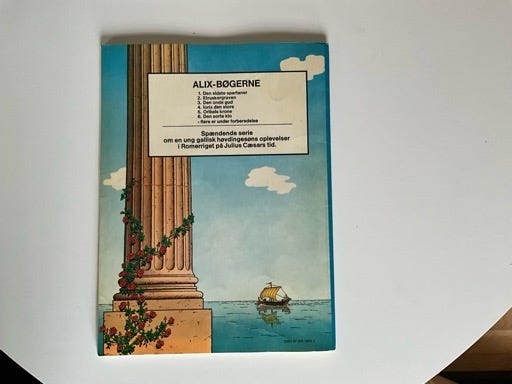 ALIX-BØGERNE
1. Den sidste spartaner
2. Etruskergraven
3. Den onde gud
4. Iorix den store
5. Oribals krone
6. Den sorte klo
- flere er under forberedelse
Spændende serie
om en ung gallisk høvdingesøns oplevelser
i Romerriget på Julius Cæsars tid.